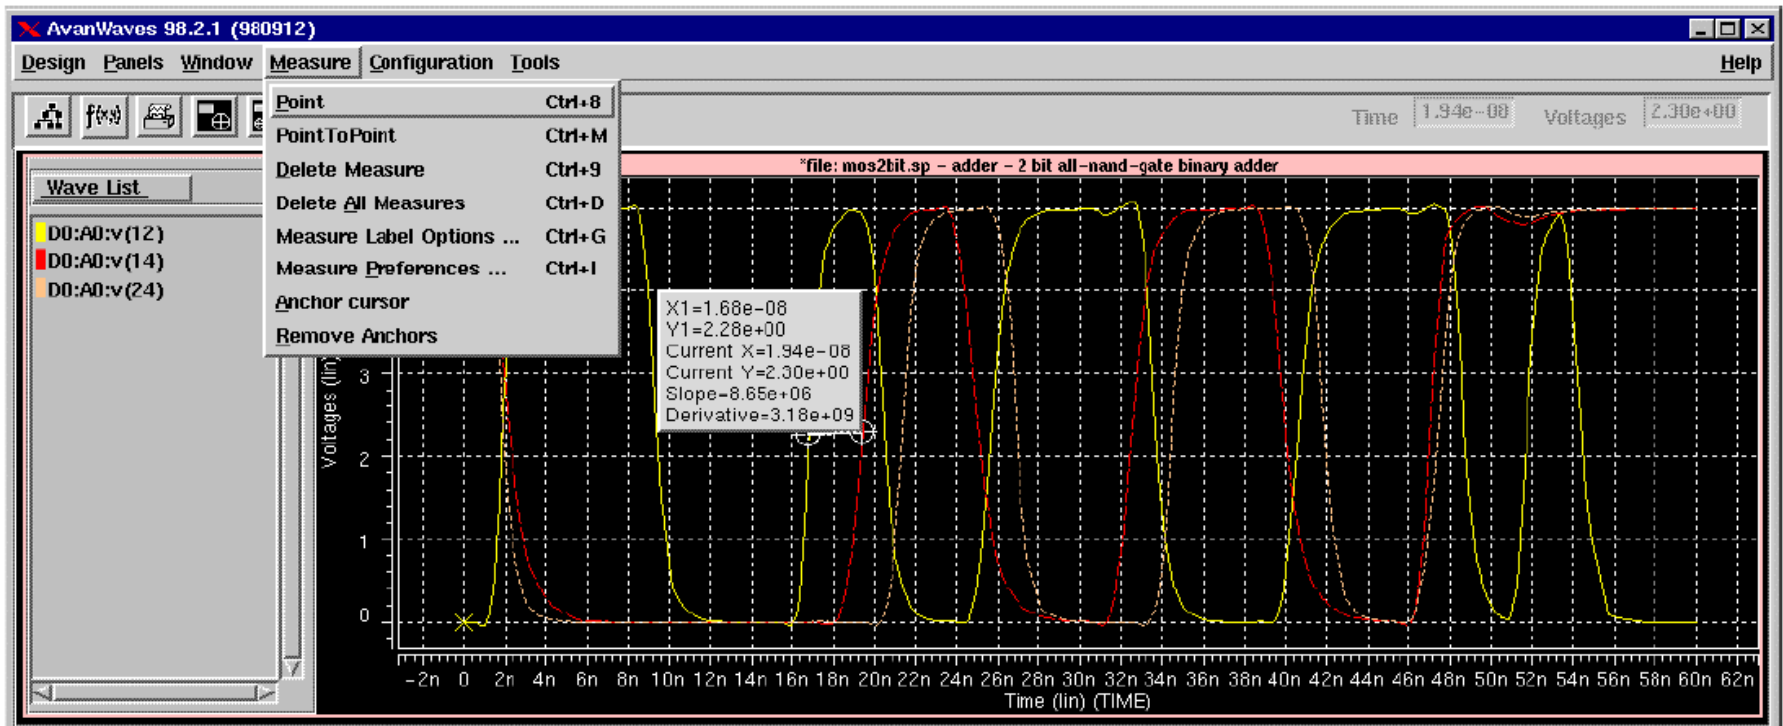 AvanWaves 98.2.1 (980912)
Design Panels Window Measure Configuration Tools Help
f(x,y)
Time 1.94e-08 Voltages 2.30e+00
Point Ctrl+8
PointToPoint Ctrl+M
Delete Measure Ctrl+9
Delete All Measures Ctrl+D
Measure Label Options ... Ctrl+G
Measure Preferences ... Ctrl+I
Anchor cursor
Remove Anchors
*file: mos2bit.sp - adder - 2 bit all-nand-gate binary adder
Wave List
D0:A0:v(12)
D0:A0:v(14)
D0:A0:v(24)
X1=1.68e-08
Y1=2.28e+00
Current X=1.94e-08
Current Y=2.30e+00
Slope=8.65e+06
Derivative=3.18e+09
Voltages (lin)
3
2
1
0
-2n 0 2n 4n 6n 8n 10n 12n 14n 16n 18n 20n 22n 24n 26n 28n 30n 32n 34n 36n 38n 40n 42n 44n 46n 48n 50n 52n 54n 56n 58n 60n 62n
Time (lin) (TIME)